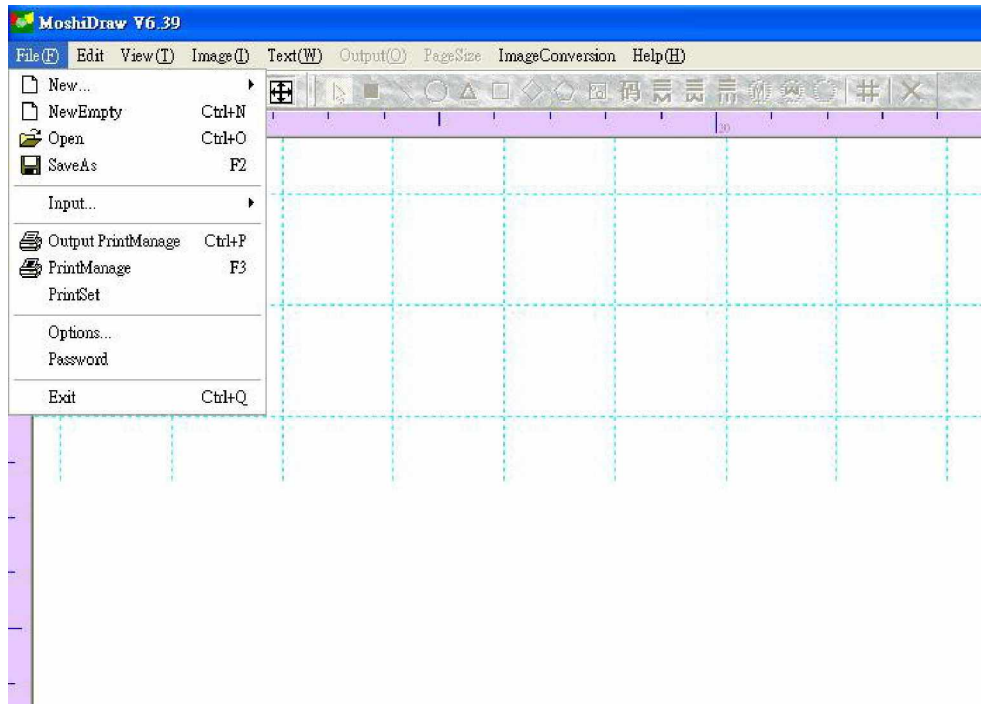 MoshiDraw V6.39
File(F) Edit View(T) Image(I) Text(W) Output(O) PageSize ImageConversion Help(H)
New...
码
NewEmpty Ctrl+N
Open Ctrl+O
20
SaveAs F2
Input...
Output PrintManage Ctrl+P
PrintManage F3
PrintSet
Options...
Password
Exit Ctrl+Q